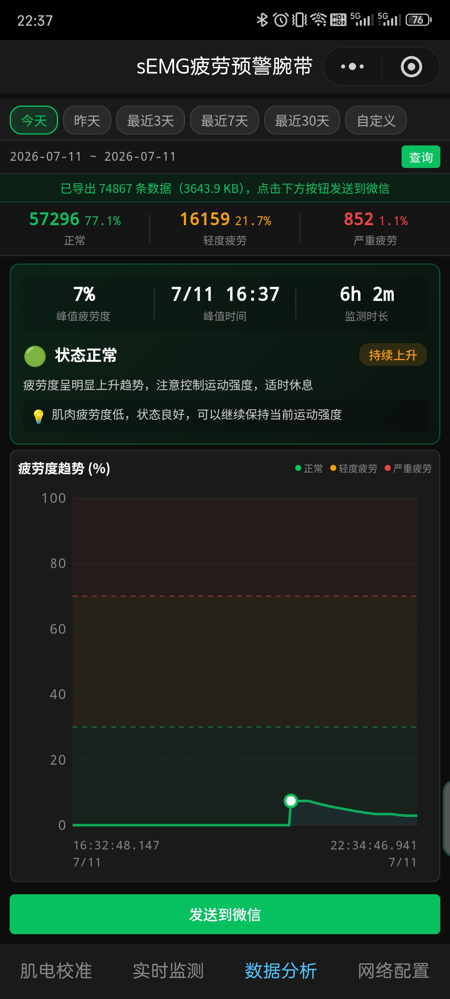 22:37
6 HD1 HD2 5G 5G 76
sEMG疲劳预警腕带
今天 昨天 最近3天 最近7天 最近30天 自定义
2026-07-11 ~ 2026-07-11 查询
已导出 74867 条数据（3643.9 KB），点击下方按钮发送到微信
57296 77.1% 16159 21.7% 852 1.1%
正常 轻度疲劳 严重疲劳
7% 7/11 16:37 6h 2m
峰值疲劳度 峰值时间 监测时长
状态正常 持续上升
疲劳度呈明显上升趋势，注意控制运动强度，适时休息
肌肉疲劳度低，状态良好，可以继续保持当前运动强度
疲劳度趋势 (%) 正常 轻度疲劳 严重疲劳
100
80
60
40
20
0
16:32:48.147 22:34:46.941
7/11 7/11
发送到微信
肌电校准 实时监测 数据分析 网络配置